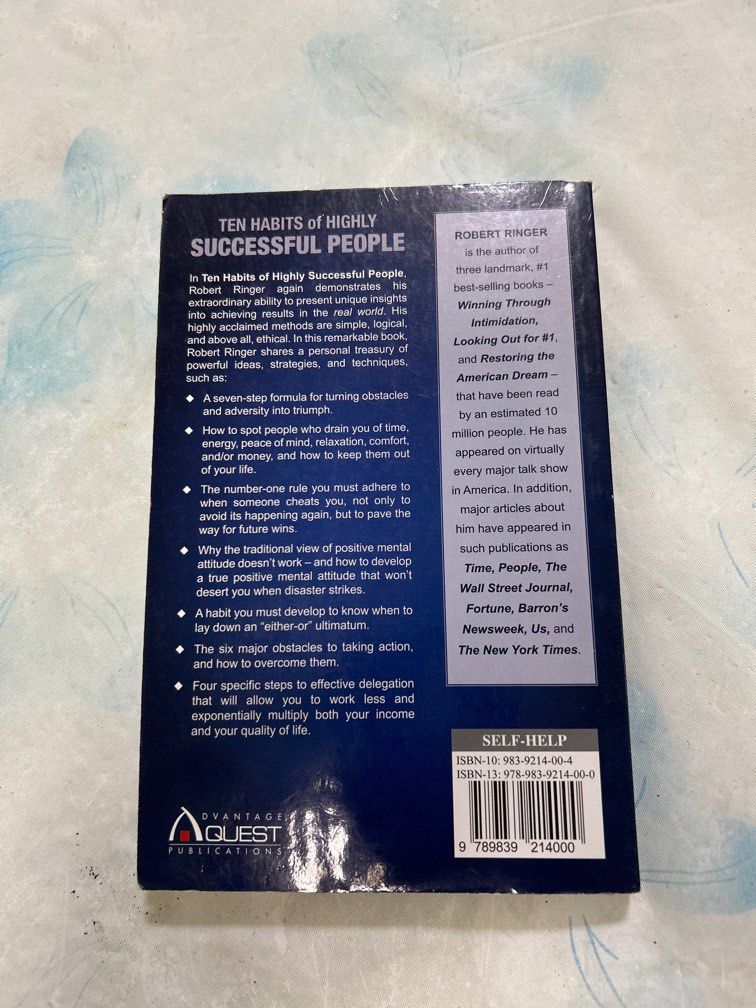 TEN HABITS of HIGHLY
SUCCESSFUL PEOPLE
In Ten Habits of Highly Successful People,
Robert Ringer again demonstrates his
extraordinary ability to present unique insights
into achieving results in the real world. His
highly acclaimed methods are simple, logical,
and above all, ethical. In this remarkable book,
Robert Ringer shares a personal treasury of
powerful ideas, strategies, and techniques,
such as:
◆ A seven-step formula for turning obstacles
and adversity into triumph.
◆ How to spot people who drain you of time,
energy, peace of mind, relaxation, comfort,
and/or money, and how to keep them out
of your life.
◆ The number-one rule you must adhere to
when someone cheats you, not only to
avoid its happening again, but to pave the
way for future wins.
◆ Why the traditional view of positive mental
attitude doesn't work – and how to develop
a true positive mental attitude that won't
desert you when disaster strikes.
◆ A habit you must develop to know when to
lay down an “either-or” ultimatum.
◆ The six major obstacles to taking action,
and how to overcome them.
◆ Four specific steps to effective delegation
that will allow you to work less and
exponentially multiply both your income
and your quality of life.
ADVANTAGE
QUEST
PUBLICATIONS
ROBERT RINGER
is the author of
three landmark, #1
best-selling books –
Winning Through
Intimidation,
Looking Out for #1,
and Restoring the
American Dream –
that have been read
by an estimated 10
million people. He has
appeared on virtually
every major talk show
in America. In addition,
major articles about
him have appeared in
such publications as
Time, People, The
Wall Street Journal,
Fortune, Barron's
Newsweek, Us, and
The New York Times.
SELF-HELP
ISBN-10: 983-9214-00-4
ISBN-13: 978-983-9214-00-0
9 789839 214000